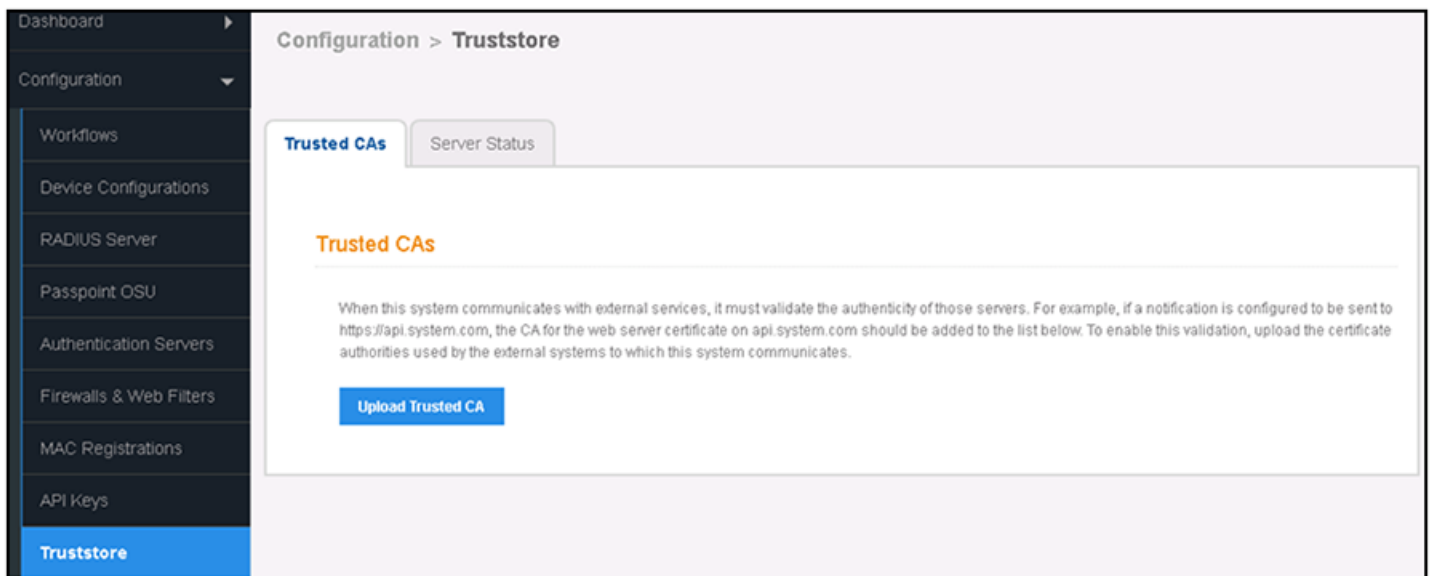 Dashboard
Configuration
Workflows
Device Configurations
RADIUS Server
Passpoint OSU
Authentication Servers
Firewalls & Web Filters
MAC Registrations
API Keys
Truststore
Configuration > Truststore
Trusted CAs
Server Status
Trusted CAs
When this system communicates with external services, it must validate the authenticity of those servers. For example, if a notification is configured to be sent to
https://api.system.com, the CA for the web server certificate on api.system.com should be added to the list below. To enable this validation, upload the certificate
authorities used by the external systems to which this system communicates.
Upload Trusted CA